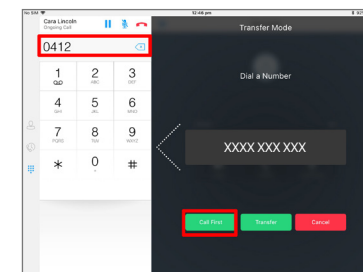 No SIM
12:48 pm
92%
Cara Lincoln
Ongoing Call
Transfer Mode
0412
Dial a Number
1
2
ABC
3
DEF
4
GHI
5
JKL
6
MNO
7
PQRS
8
TUV
9
WXYZ
*
0
+
#
XXXX XXX XXX
Call First
Transfer
Cancel